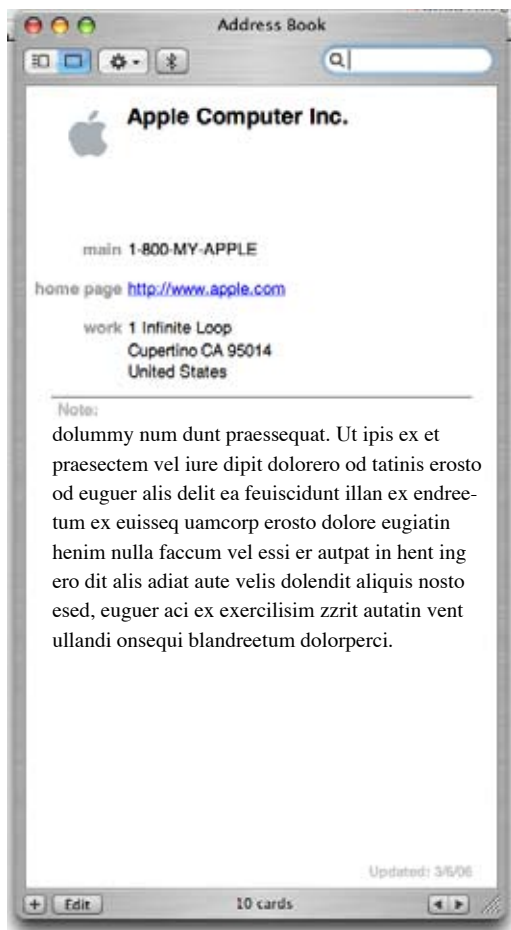 Address Book
Apple Computer Inc.
main 1-800-MY-APPLE
home page http://www.apple.com
work 1 Infinite Loop
Cupertino CA 95014
United States
Note:
dolummy num dunt praessequat. Ut ipis ex et
praesectem vel iure dipit dolorero od tatinis erosto
od euguer alis delit ea feuiscidunt illan ex endree-
tum ex euisseq uamcorp erosto dolore eugiatin
henim nulla faccum vel essi er autpat in hent ing
ero dit alis adiat aute velis dolendit aliquis nosto
esed, euguer aci ex exercilisim zzrit autatin vent
ullandi onsequi blandreetum dolorperci.
Updated: 3/6/06
+ Edit 10 cards